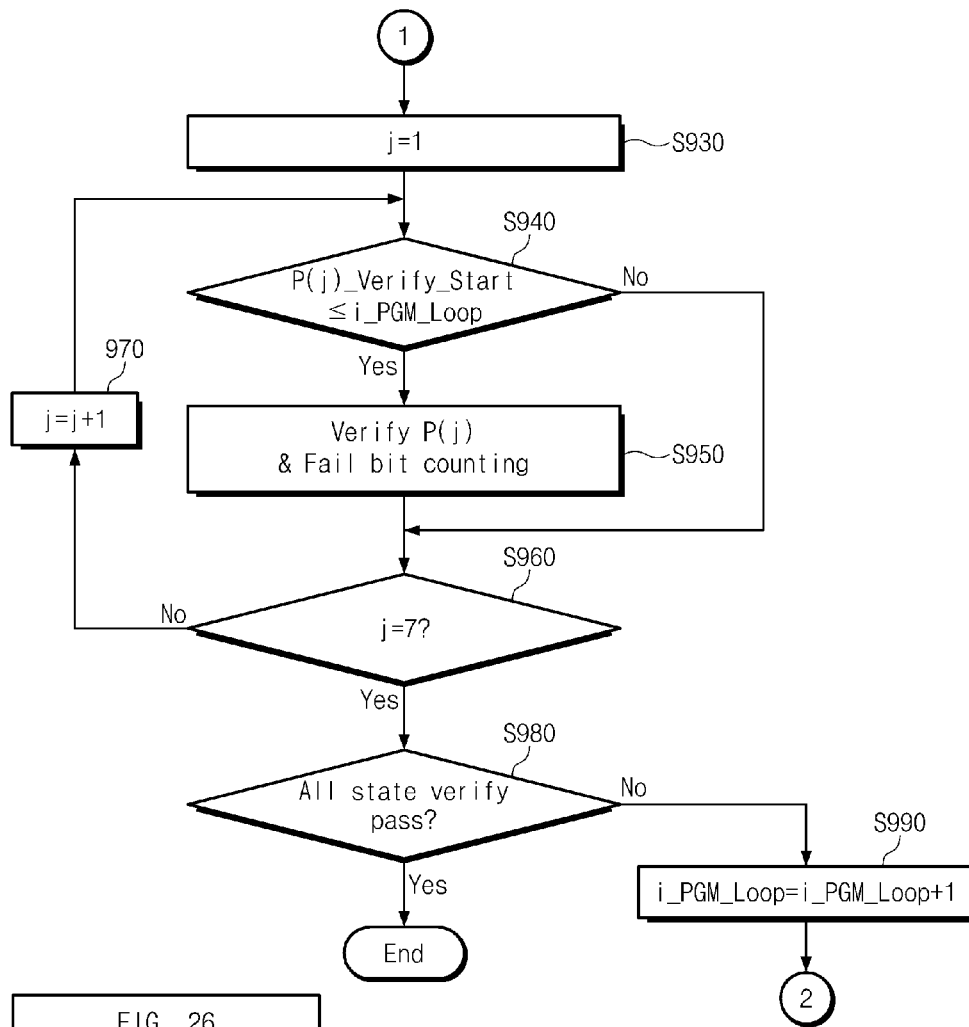 1
j=1
S930
S940
P(j)_Verify_Start
≤i_PGM_Loop
No
Yes
970
j=j+1
Verify P(j)
& Fail bit counting
S950
S960
No
j=7?
Yes
S980
All state verify
pass?
No
S990
i_PGM_Loop=i_PGM_Loop+1
Yes
End
2
FIG. 26